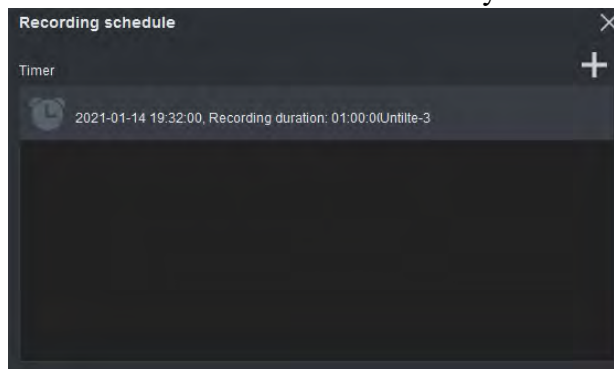 Recording schedule
Timer
2021-01-14 19:32:00, Recording duration: 01:00:0(Untilte-3